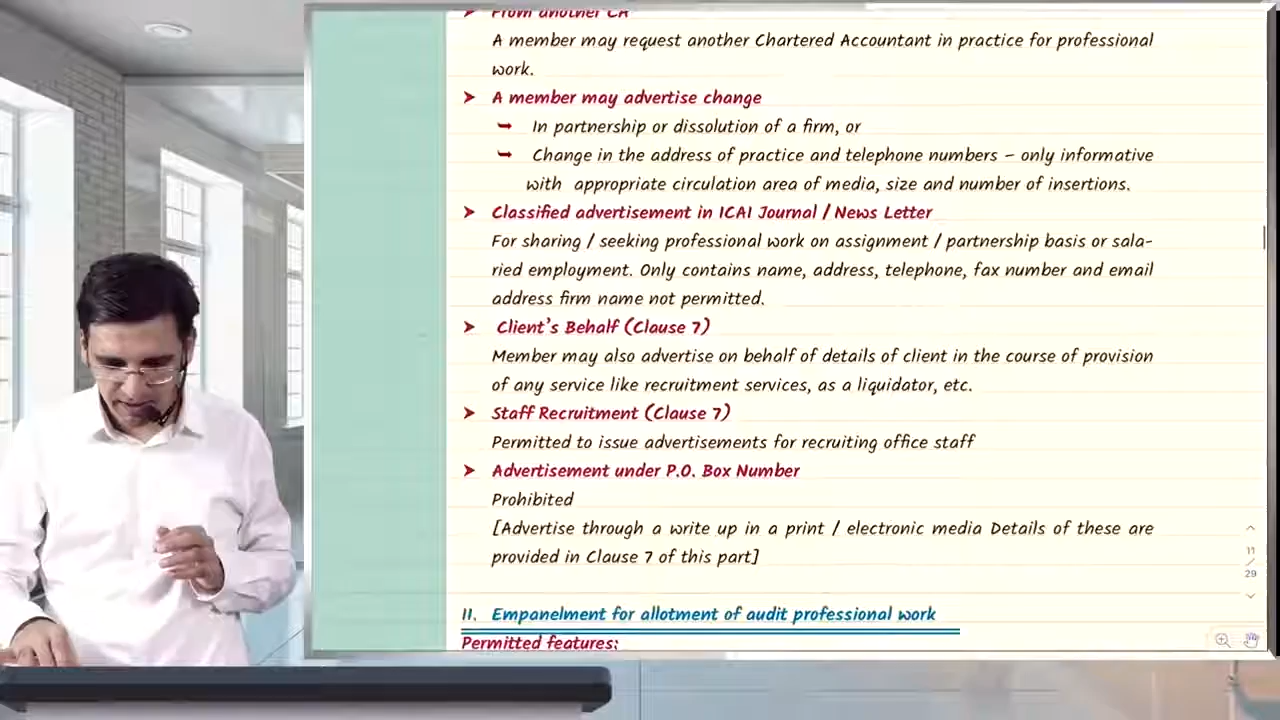 ➤ From another CA
A member may request another Chartered Accountant in practice for professional
work.
➤ A member may advertise change
➥ In partnership or dissolution of a firm, or
➥ Change in the address of practice and telephone numbers – only informative
with appropriate circulation area of media, size and number of insertions.
➤ Classified advertisement in ICAI Journal / News Letter
For sharing / seeking professional work on assignment / partnership basis or sala-
ried employment. Only contains name, address, telephone, fax number and email
address firm name not permitted.
➤ Client's Behalf (Clause 7)
Member may also advertise on behalf of details of client in the course of provision
of any service like recruitment services, as a liquidator, etc.
➤ Staff Recruitment (Clause 7)
Permitted to issue advertisements for recruiting office staff
➤ Advertisement under P.O. Box Number
Prohibited
[Advertise through a write up in a print / electronic media Details of these are
provided in Clause 7 of this part]
II. Empanelment for allotment of audit professional work
Permitted features:
11
/
29